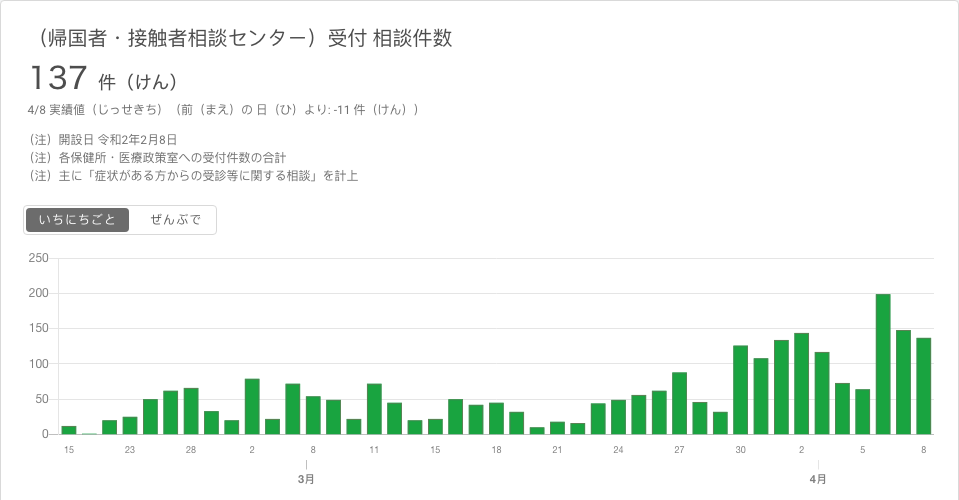 （帰国者・接触者相談センター）受付 相談件数
137 件（けん）
4/8 実績値（じっせきち）（前（まえ）の 日（ひ）より: -11 件（けん））
（注）開設日 令和2年2月8日
（注）各保健所・医療政策室への受付件数の合計
（注）主に「症状がある方からの受診等に関する相談」を計上
いちにちごと ぜんぶで
250
200
150
100
50
0
15 23 28 2 8 11 15 18 21 24 27 30 2 5 8
3月 4月